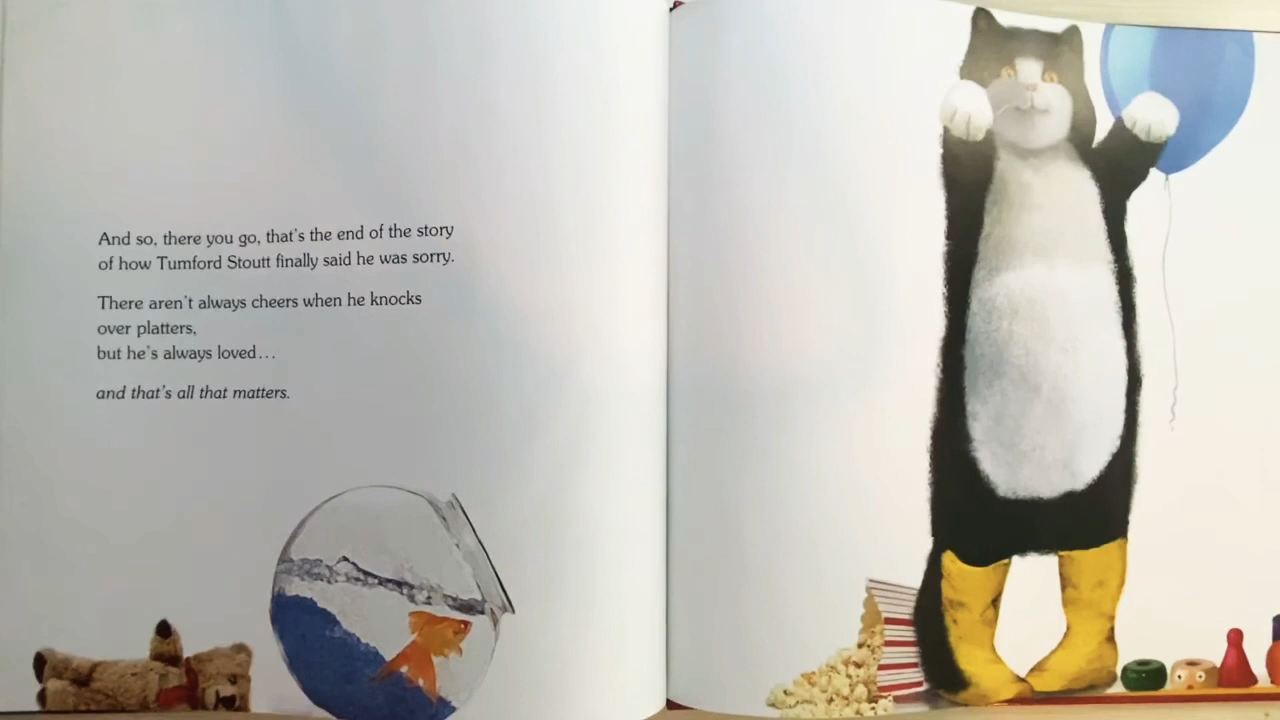 And so, there you go, that's the end of the story
of how Tumford Stoutt finally said he was sorry.
There aren't always cheers when he knocks
over platters,
but he's always loved...
and that's all that matters.